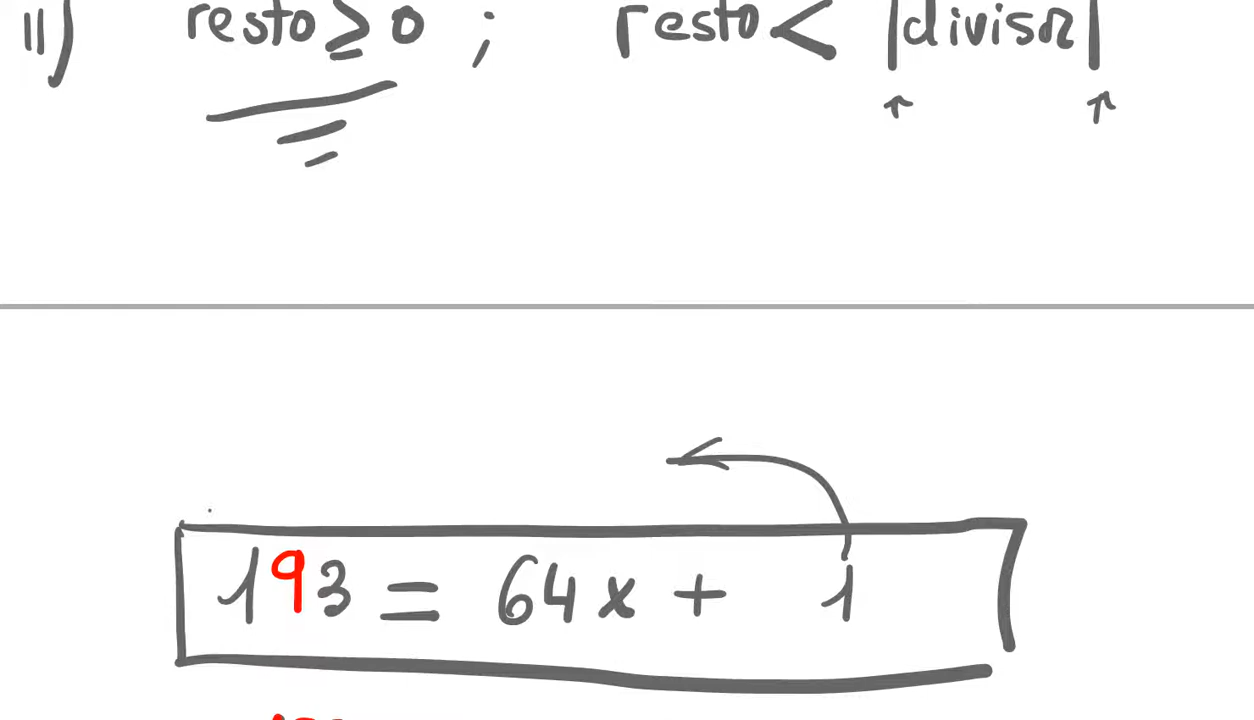 II) resto ≥ 0 ; resto < |divisor|
193 = 64x + 1